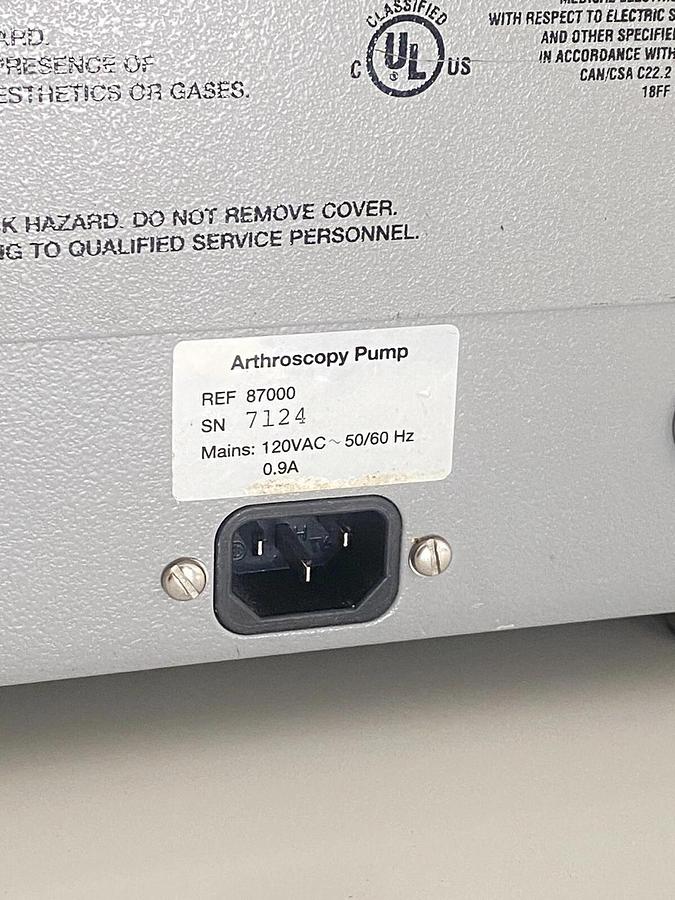 CLASSIFIED
C UL US
®
WITH RESPECT TO ELECTRIC S
AND OTHER SPECIFIE
IN ACCORDANCE WITH
CAN/CSA C22.2
18FF
ARD.
PRESENCE OF
ESTHETICS OR GASES.
K HAZARD. DO NOT REMOVE COVER.
NG TO QUALIFIED SERVICE PERSONNEL.
Arthroscopy Pump
REF 87000
SN 7124
Mains: 120VAC~ 50/60 Hz
0.9A